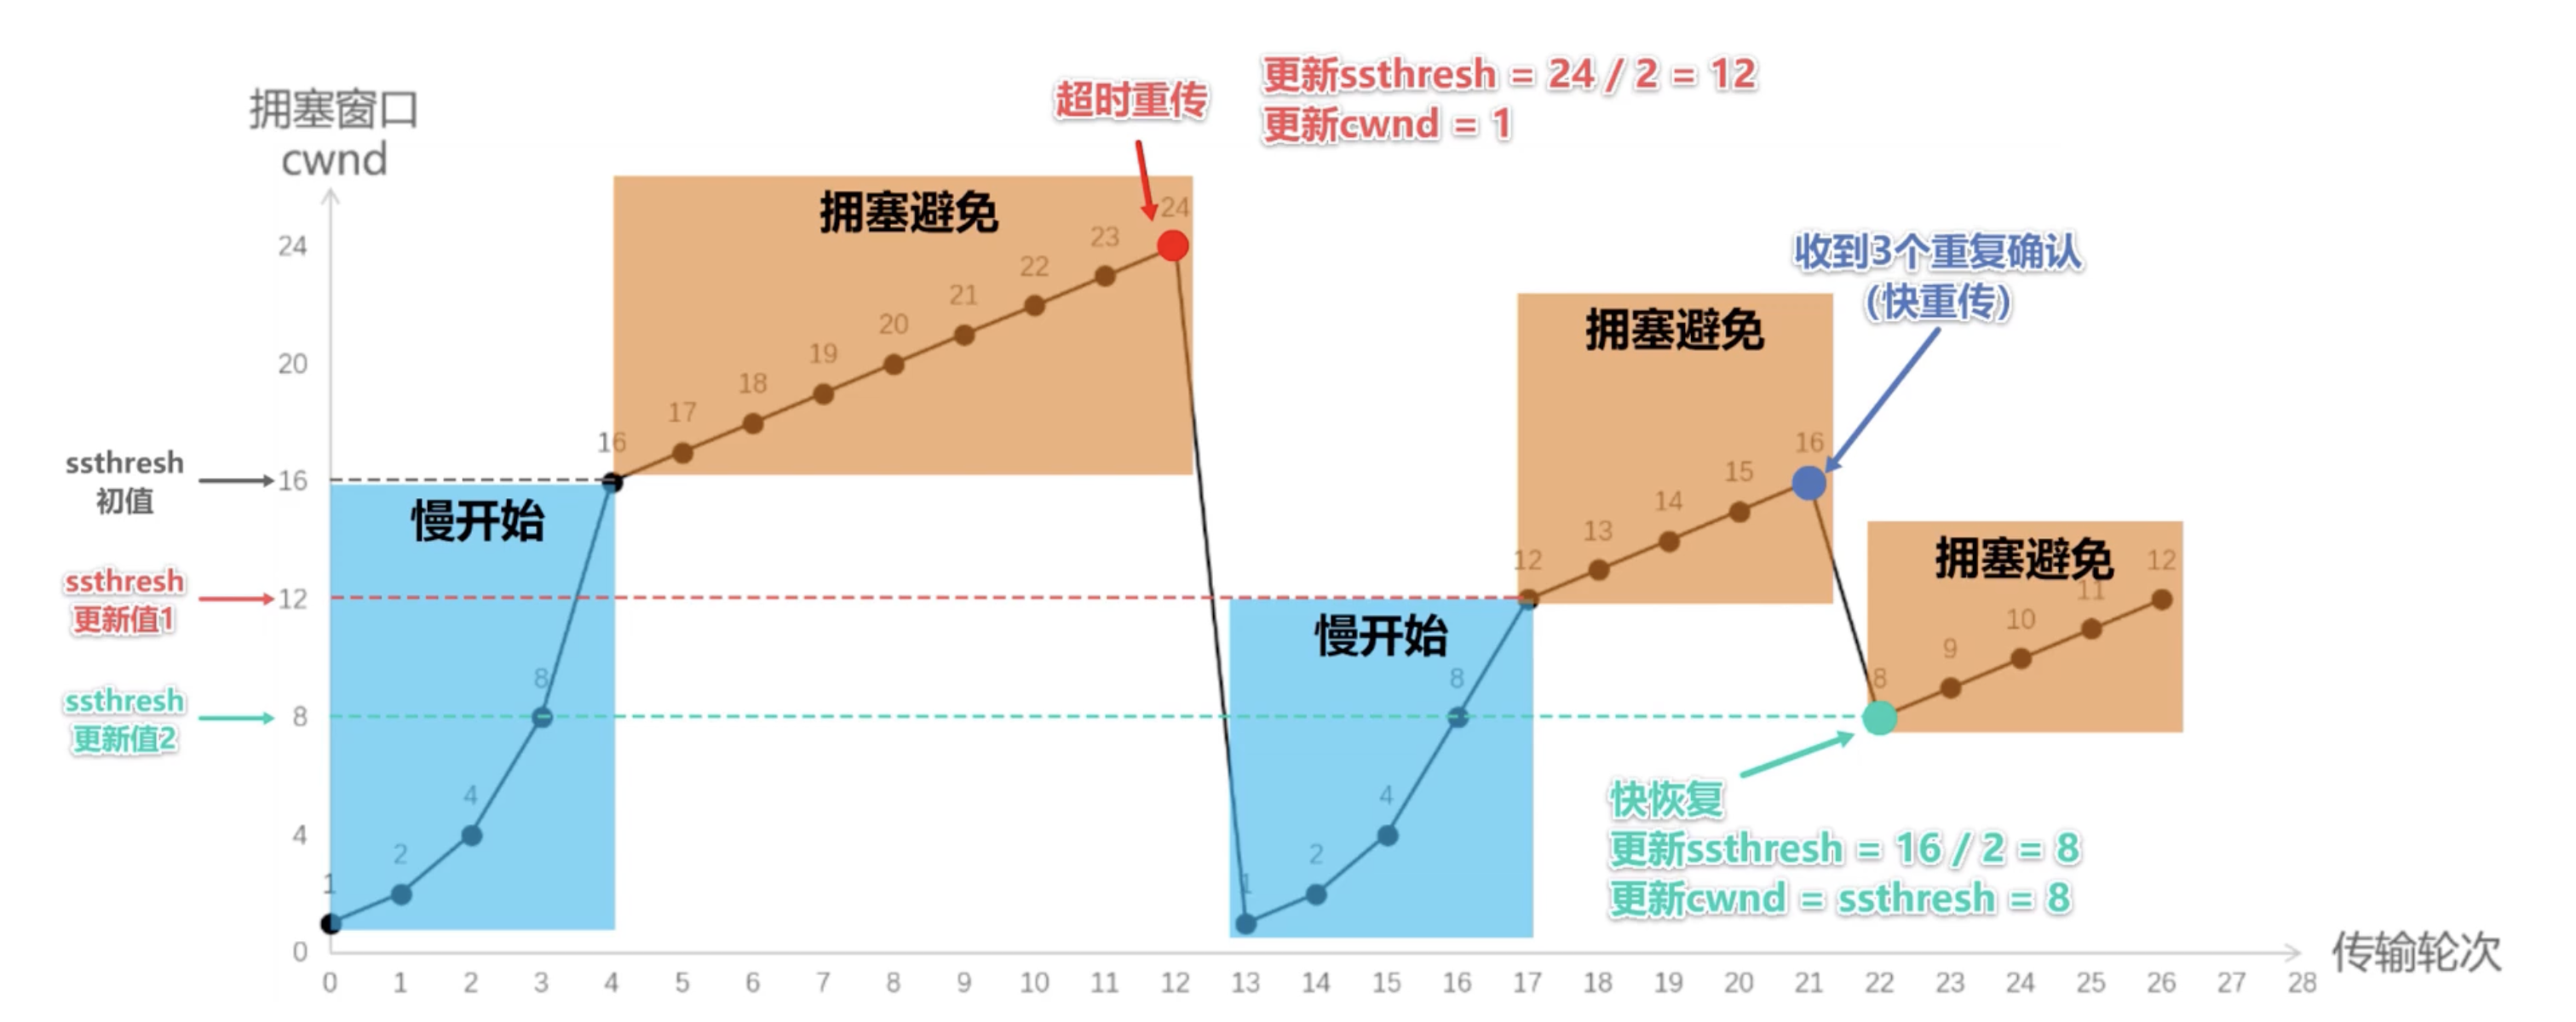 更新ssthresh = 24 / 2 = 12
更新cwnd = 1
超时重传
拥塞窗口
cwnd
拥塞避免
24
23
22
21
20
19
18
17
16
24
20
16
12
8
4
0
收到3个重复确认
(快重传)
拥塞避免
16
15
14
13
12
ssthresh
初值
慢开始
8
4
2
1
ssthresh
更新值1
ssthresh
更新值2
慢开始
8
4
2
1
拥塞避免
12
11
10
9
8
快恢复
更新ssthresh = 16 / 2 = 8
更新cwnd = ssthresh = 8
传输轮次
0 1 2 3 4 5 6 7 8 9 10 11 12 13 14 15 16 17 18 19 20 21 22 23 24 25 26 27 28